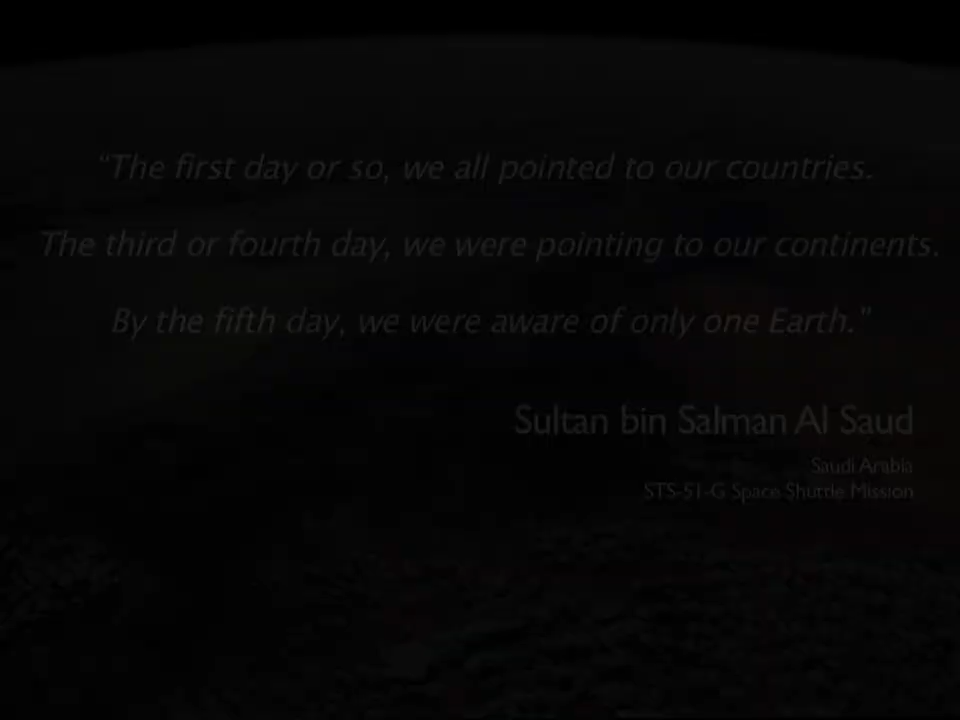 "The first day or so, we all pointed to our countries.
The third or fourth day, we were pointing to our continents.
By the fifth day, we were aware of only one Earth."
Sultan bin Salman Al Saud
Saudi Arabia
STS-51-G Space Shuttle Mission